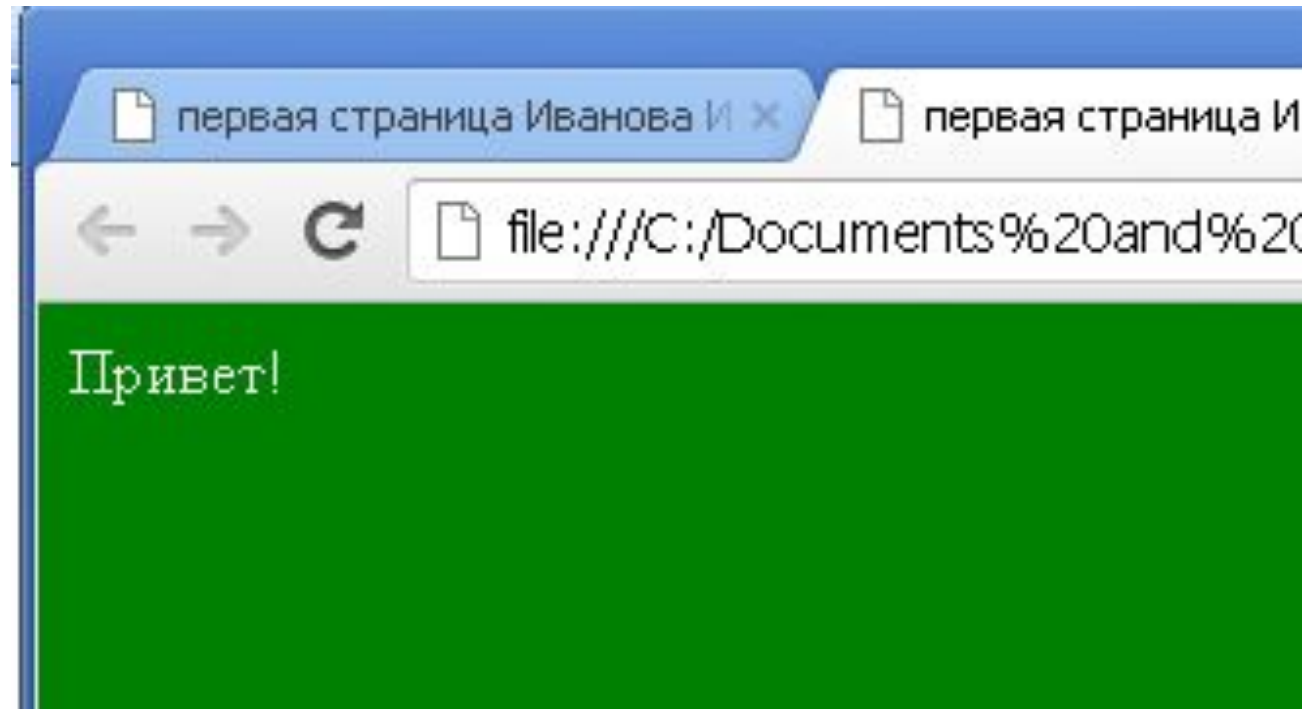 первая страница Иванова И
первая страница И
file:///C:/Documents%20and%20
Привет!